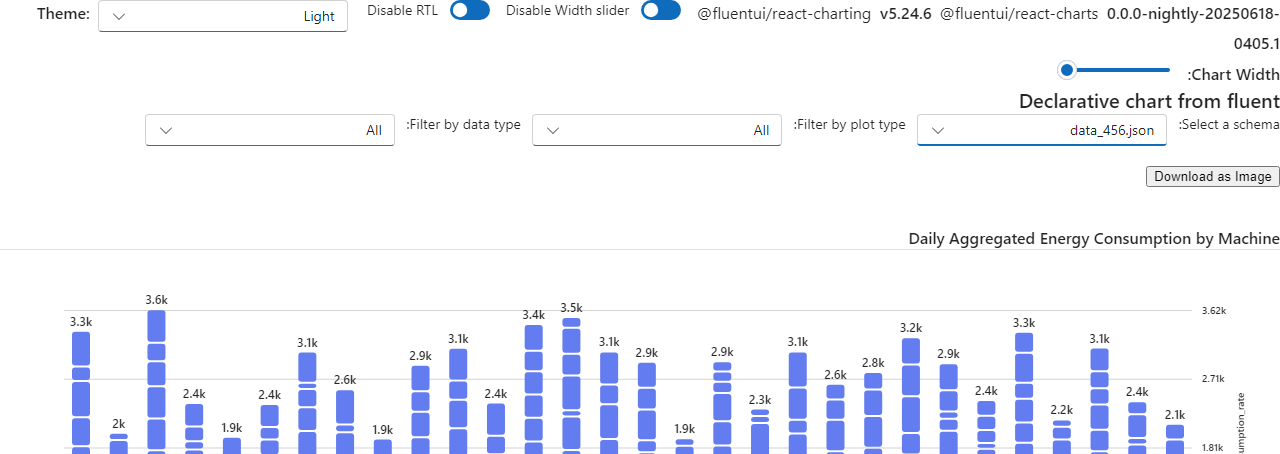 Theme: Light Disable RTL Disable Width slider @fluentui/react-charting v5.24.6 @fluentui/react-charts 0.0.0-nightly-20250618-
0405.1
:Chart Width
Declarative chart from fluent
All :Filter by data type All :Filter by plot type data_456.json :Select a schema
Download as Image
Daily Aggregated Energy Consumption by Machine
3.3k 2k 3.6k 2.4k 1.9k 2.4k 3.1k 2.6k 1.9k 2.9k 3.1k 2.4k 3.4k 3.5k 3.1k 2.9k 1.9k 2.9k 2.3k 3.1k 2.6k 2.8k 3.2k 2.9k 2.4k 3.3k 2.2k 3.1k 2.4k 2.1k
3.62k
2.71k
1.81k
umption_rate